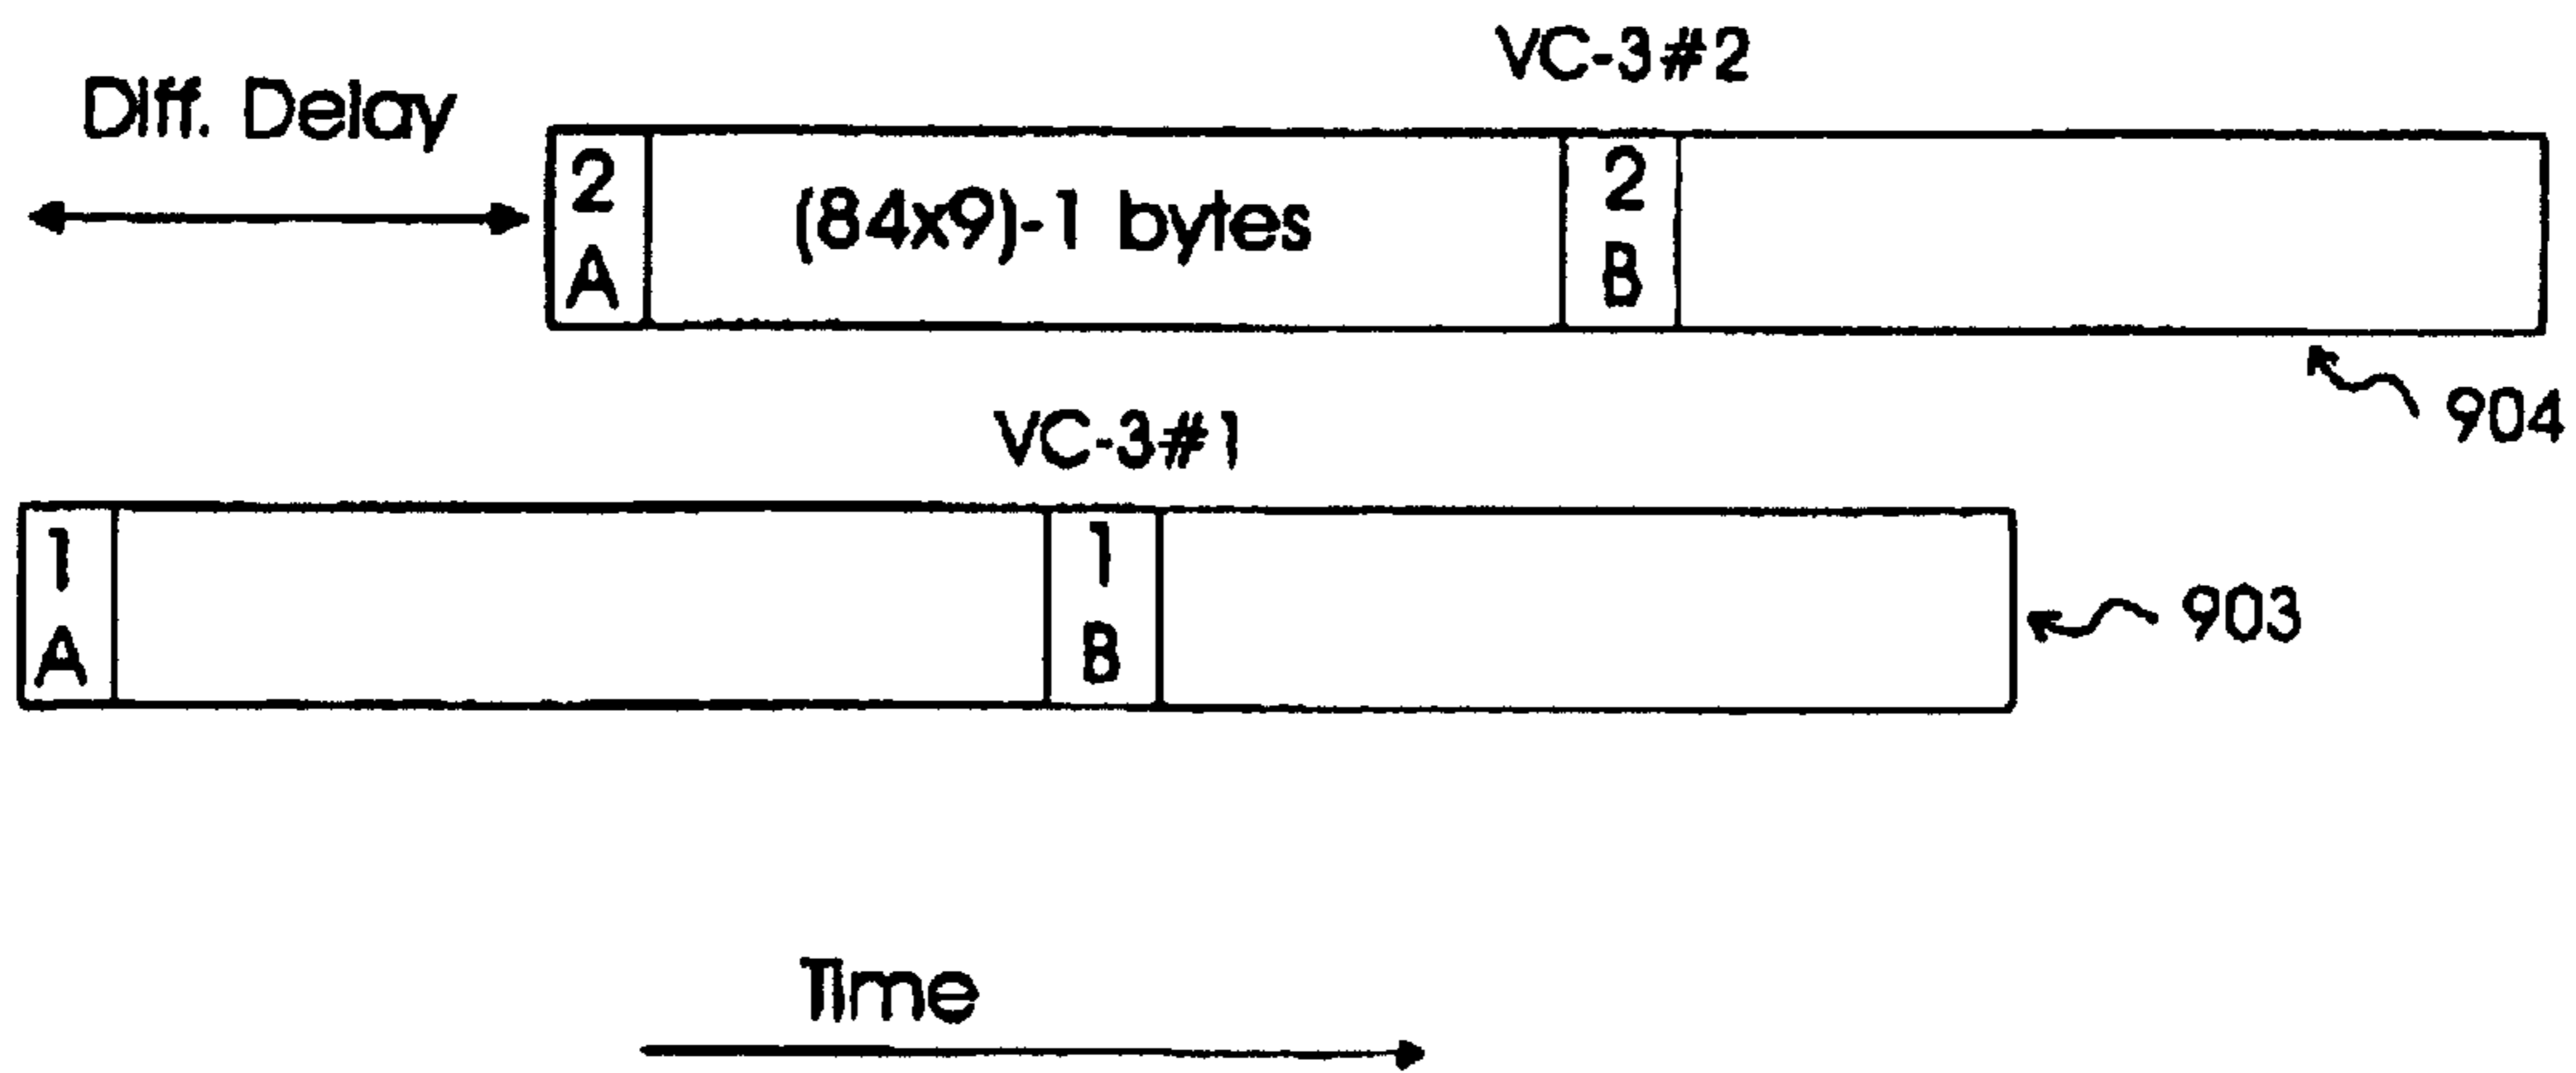 VC-3#2
Diff. Delay
2
A
(84x9)-1 bytes
2
B
904
VC-3#1
1
A
1
B
903
Time